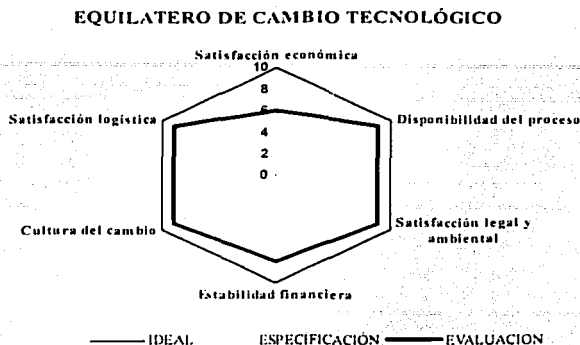 EQUILATERO DE CAMBIO TECNOLÓGICO
Satisfacción económica
10
8
Satisfacción logística
6
Disponibilidad del proceso
4
2
0
Cultura del cambio
Satisfacción legal y
ambiental
Estabilidad financiera
IDEAL ESPECIFICACIÓN EVALUACION